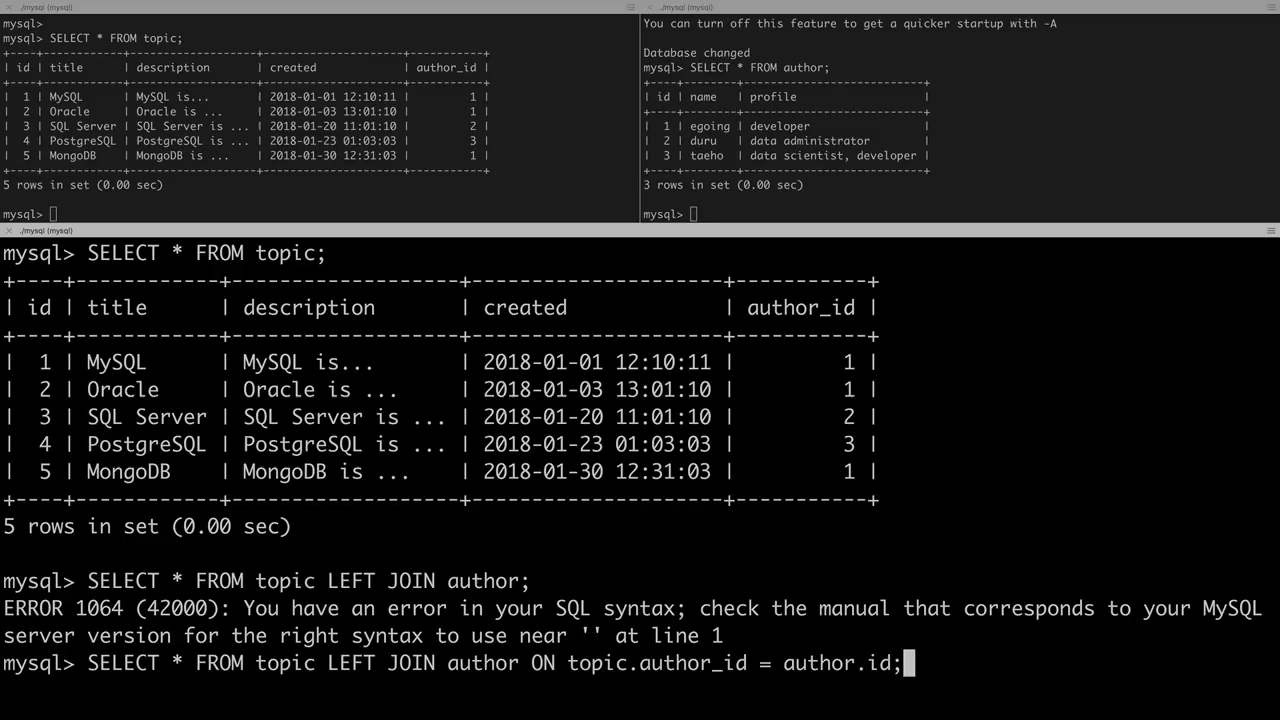 ./mysql (mysql)
mysql>
mysql> SELECT * FROM topic;
+----+------------+-------------------+---------------------+-----------+
| id | title      | description       | created             | author_id |
+----+------------+-------------------+---------------------+-----------+
|  1 | MySQL      | MySQL is...       | 2018-01-01 12:10:11 |         1 |
|  2 | Oracle     | Oracle is ...     | 2018-01-03 13:01:10 |         1 |
|  3 | SQL Server | SQL Server is ... | 2018-01-20 11:01:10 |         2 |
|  4 | PostgreSQL | PostgreSQL is ... | 2018-01-23 01:03:03 |         3 |
|  5 | MongoDB    | MongoDB is ...    | 2018-01-30 12:31:03 |         1 |
+----+------------+-------------------+---------------------+-----------+
5 rows in set (0.00 sec)
mysql>
./mysql (mysql)
You can turn off this feature to get a quicker startup with -A
Database changed
mysql> SELECT * FROM author;
+----+--------+---------------------------+
| id | name   | profile                   |
+----+--------+---------------------------+
|  1 | egoing | developer                 |
|  2 | duru   | data administrator        |
|  3 | taeho  | data scientist, developer |
+----+--------+---------------------------+
3 rows in set (0.00 sec)
mysql>
./mysql (mysql)
mysql> SELECT * FROM topic;
+----+------------+-------------------+---------------------+-----------+
| id | title      | description       | created             | author_id |
+----+------------+-------------------+---------------------+-----------+
|  1 | MySQL      | MySQL is...       | 2018-01-01 12:10:11 |         1 |
|  2 | Oracle     | Oracle is ...     | 2018-01-03 13:01:10 |         1 |
|  3 | SQL Server | SQL Server is ... | 2018-01-20 11:01:10 |         2 |
|  4 | PostgreSQL | PostgreSQL is ... | 2018-01-23 01:03:03 |         3 |
|  5 | MongoDB    | MongoDB is ...    | 2018-01-30 12:31:03 |         1 |
+----+------------+-------------------+---------------------+-----------+
5 rows in set (0.00 sec)
mysql> SELECT * FROM topic LEFT JOIN author;
ERROR 1064 (42000): You have an error in your SQL syntax; check the manual that corresponds to your MySQL
server version for the right syntax to use near '' at line 1
mysql> SELECT * FROM topic LEFT JOIN author ON topic.author_id = author.id;